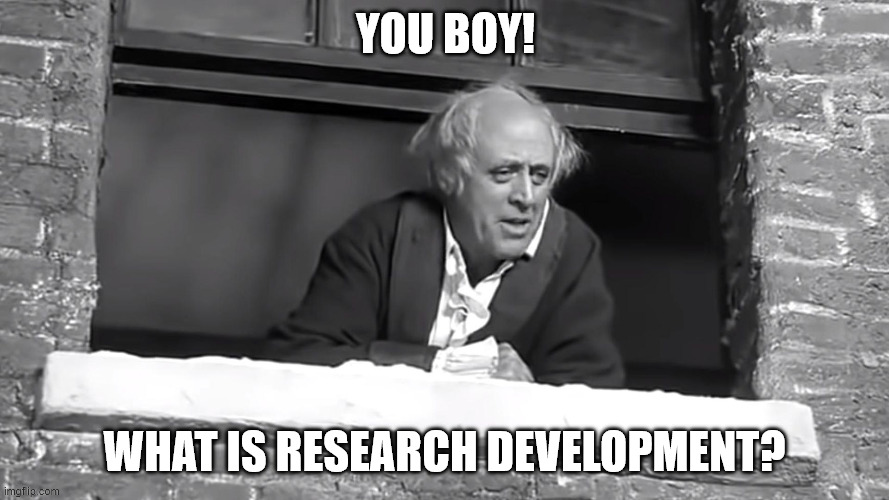 YOU BOY!
WHAT IS RESEARCH DEVELOPMENT?
imgflip.com